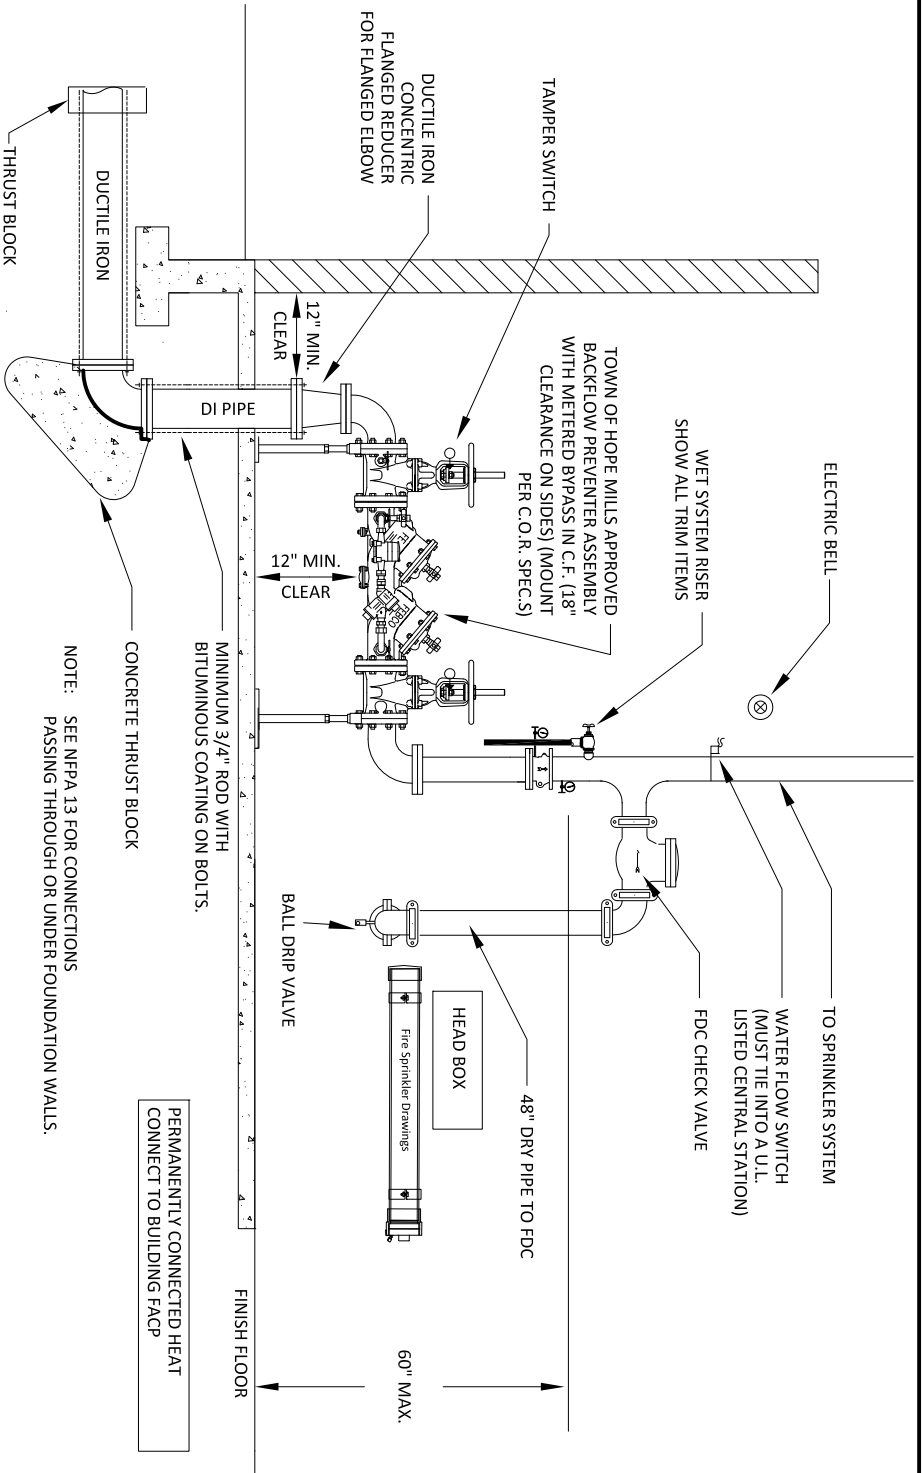 ELECTRIC BELL
TO SPRINKLER SYSTEM
WATER FLOW SWITCH
(MUST TIE INTO A U.L.
LISTED CENTRAL STATION)
WET SYSTEM RISER
SHOW ALL TRIM ITEMS
FDC CHECK VALVE
TAMPER SWITCH
TOWN OF HOPE MILLS APPROVED
BACKFLOW PREVENTER ASSEMBLY
WITH METERED BYPASS IN C.F. (18"
CLEARANCE ON SIDES) (MOUNT
PER C.O.R. SPEC.S)
48" DRY PIPE TO FDC
DUCTILE IRON
CONCENTRIC
FLANGED REDUCER
FOR FLANGED ELBOW
HEAD BOX
Fire Sprinkler Drawings
60" MAX.
FEBCO
12" MIN.
CLEAR
12" MIN.
CLEAR
BALL DRIP VALVE
FINISH FLOOR
DI PIPE
MINIMUM 3/4" ROD WITH
BITUMINOUS COATING ON BOLTS.
PERMANENTLY CONNECTED HEAT
CONNECT TO BUILDING FACP
DUCTILE IRON
CONCRETE THRUST BLOCK
NOTE: SEE NFPA 13 FOR CONNECTIONS
PASSING THROUGH OR UNDER FOUNDATION WALLS.
THRUST BLOCK